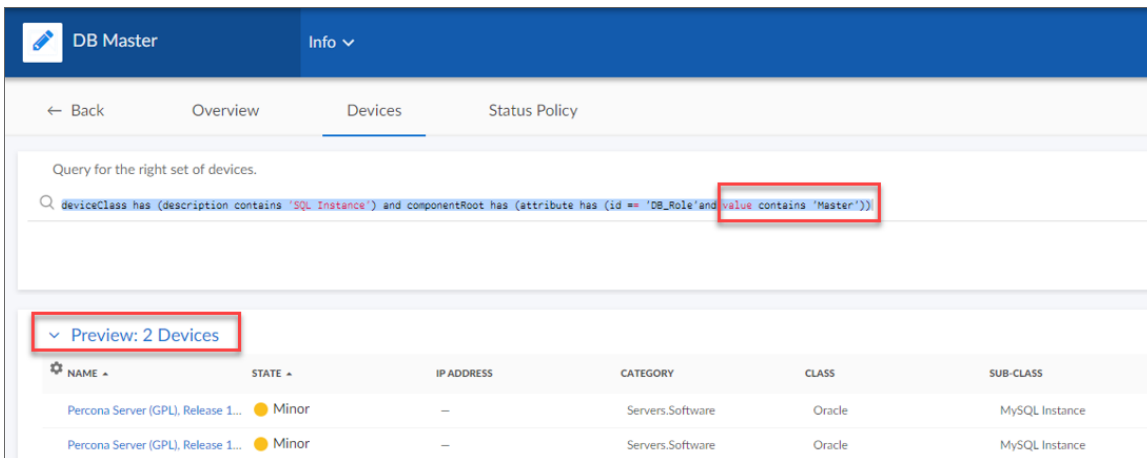 DB Master Info
← Back Overview Devices Status Policy
Query for the right set of devices.
deviceClass has (description contains 'SQL Instance') and componentRoot has (attribute has (id == 'DB_Role'and value contains 'Master'))
Preview: 2 Devices
NAME STATE IP ADDRESS CATEGORY CLASS SUB-CLASS
Percona Server (GPL), Release 1... Minor — Servers.Software Oracle MySQL Instance
Percona Server (GPL), Release 1... Minor — Servers.Software Oracle MySQL Instance